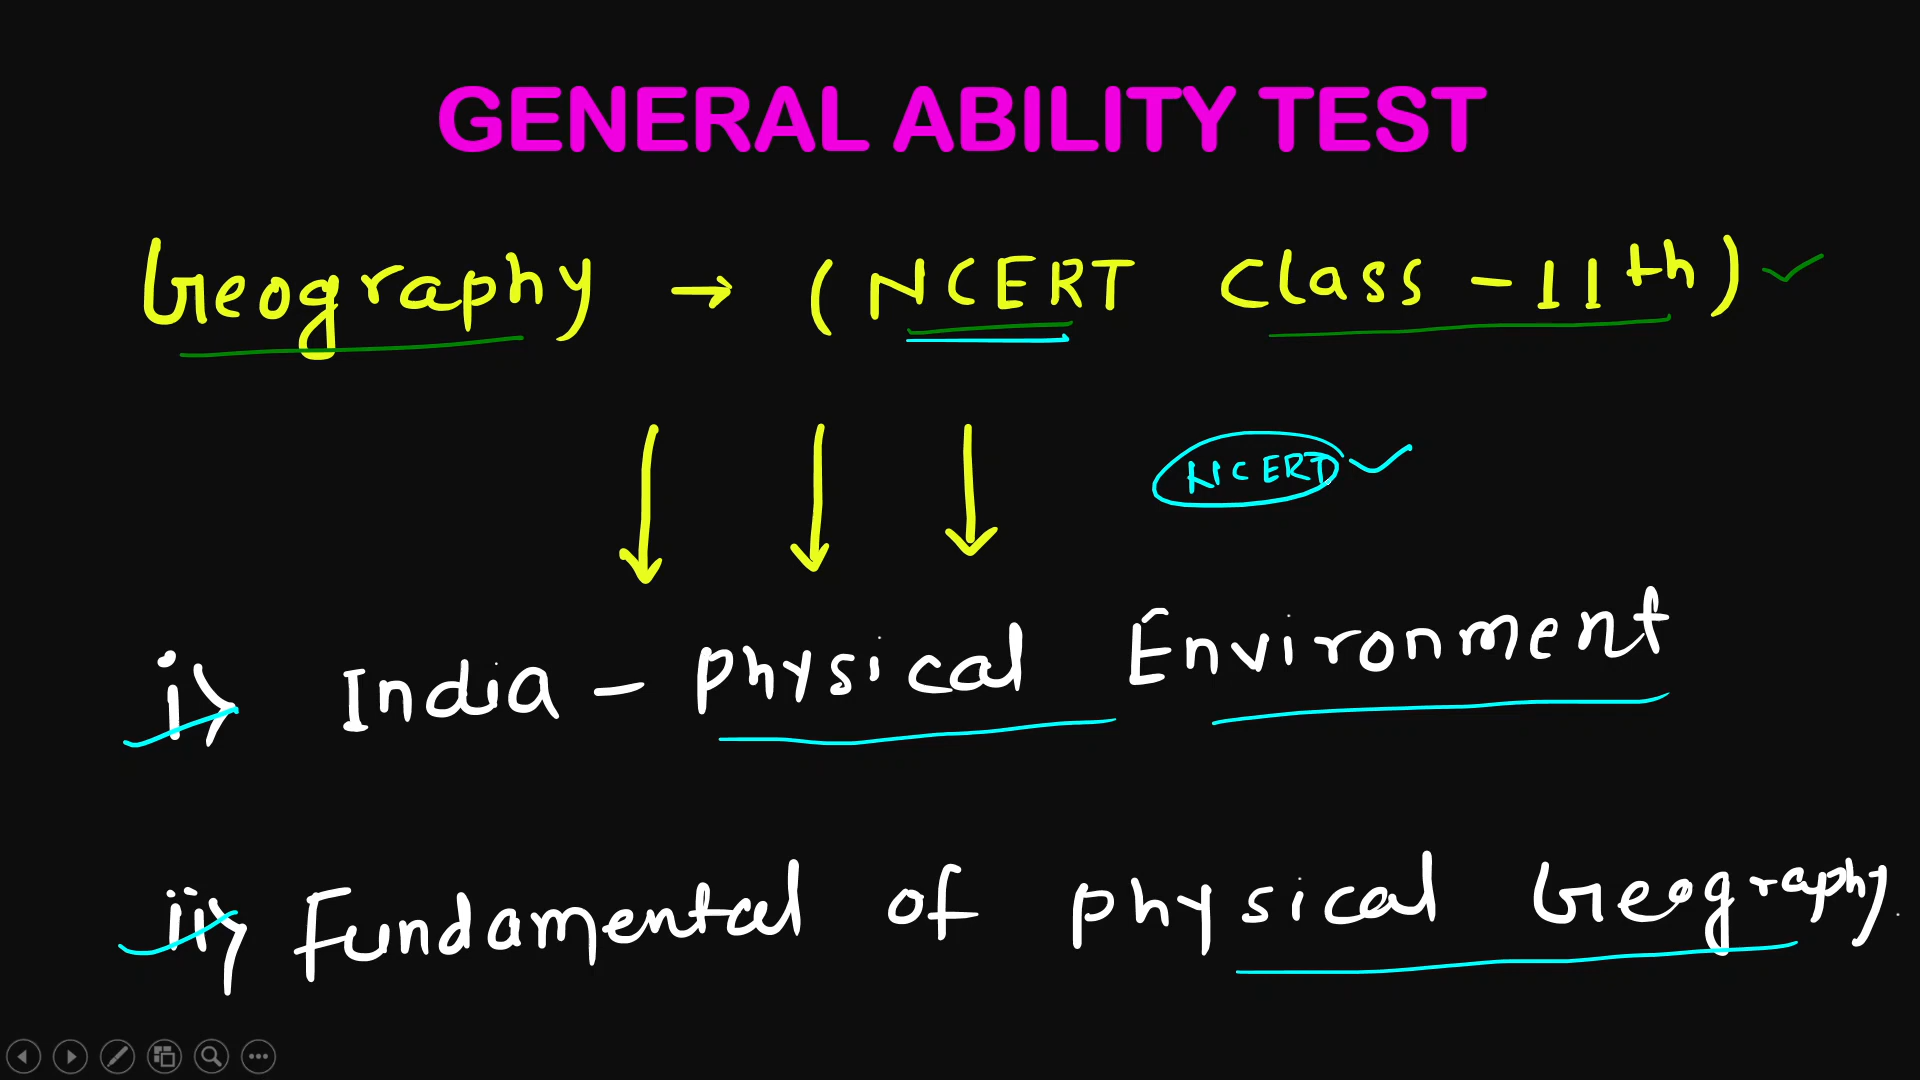 GENERAL ABILITY TEST
Geography → (NCERT Class - 11th)
NCERT
i) India - Physical Environment
ii) Fundamental of physical Geography.